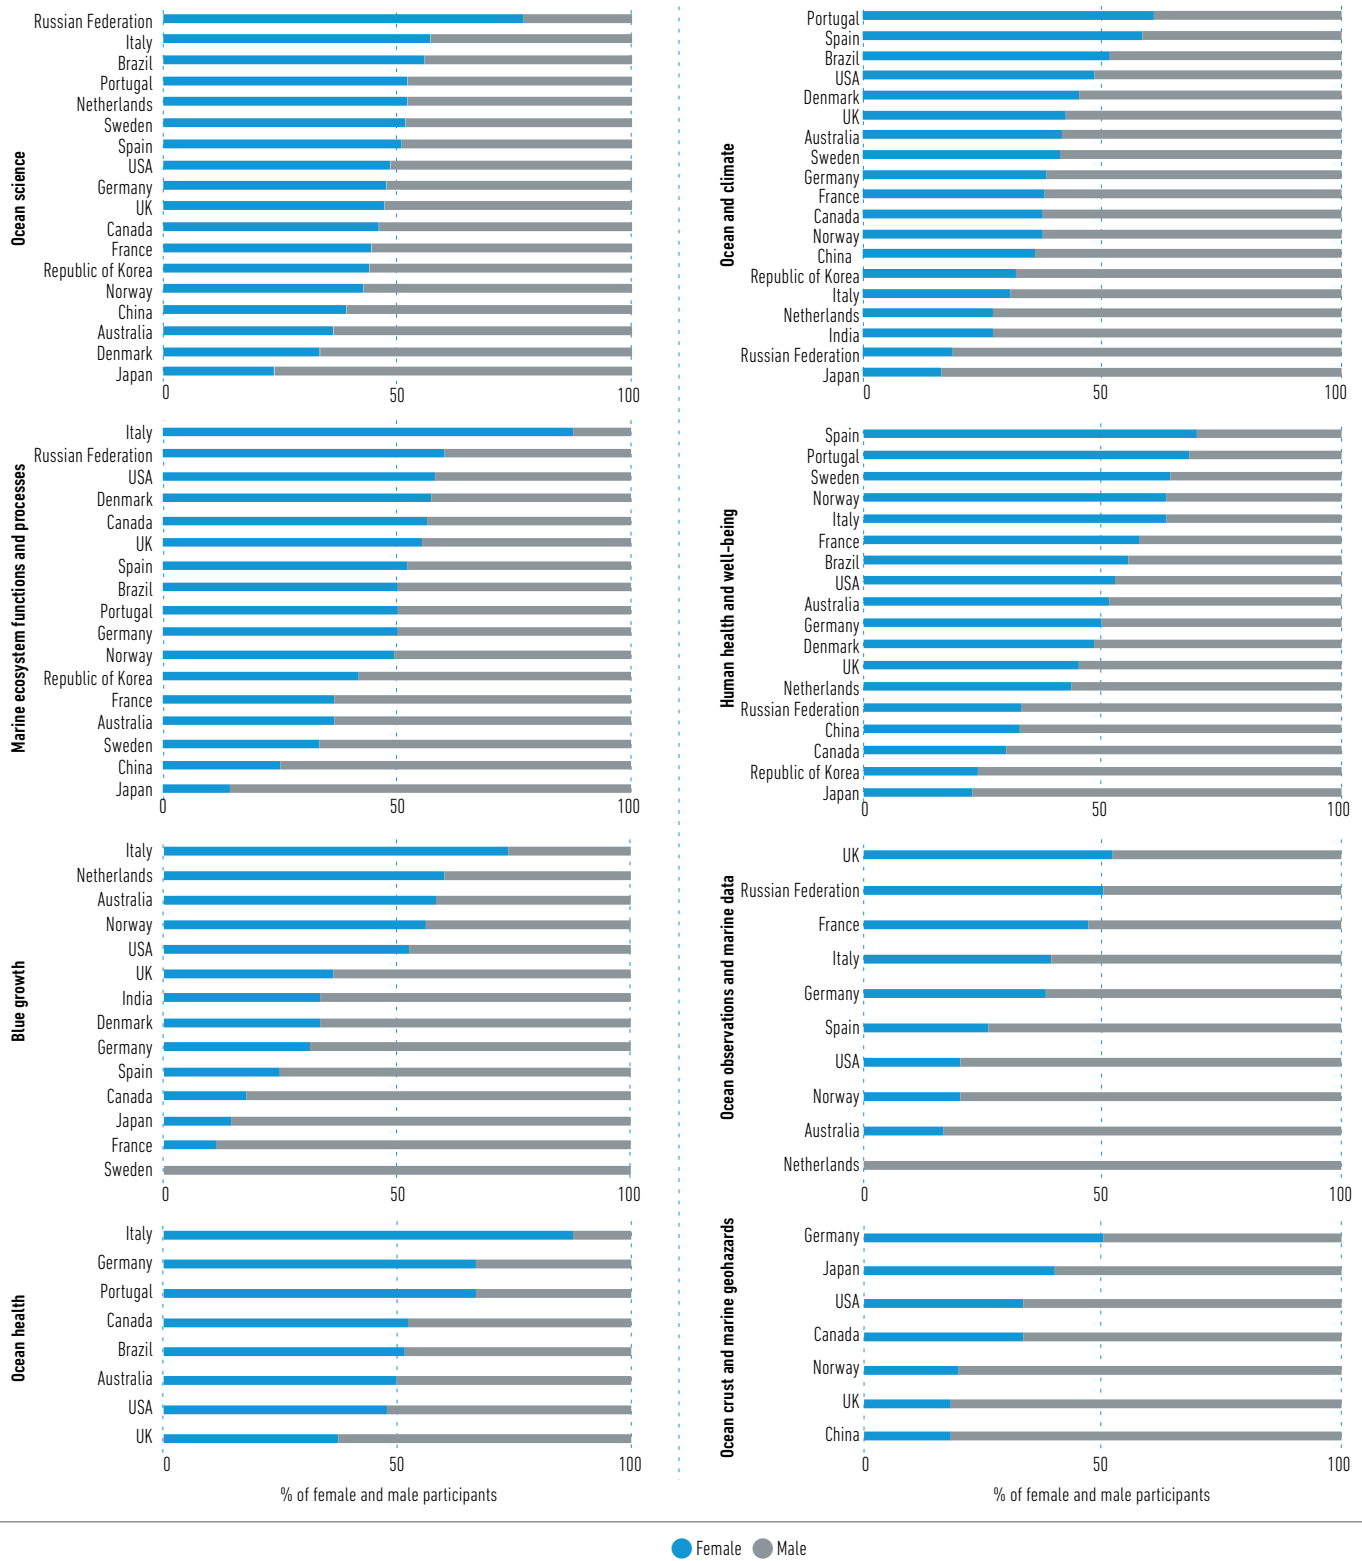 Ocean science
Russian Federation
Italy
Brazil
Portugal
Netherlands
Sweden
Spain
USA
Germany
UK
Canada
France
Republic of Korea
Norway
China
Australia
Denmark
Japan
0 50 100
Marine ecosystem functions and processes
Italy
Russian Federation
USA
Denmark
Canada
UK
Spain
Brazil
Portugal
Germany
Norway
Republic of Korea
France
Australia
Sweden
China
Japan
0 50 100
Blue growth
Italy
Netherlands
Australia
Norway
USA
UK
India
Denmark
Germany
Spain
Canada
Japan
France
Sweden
0 50 100
Ocean health
Italy
Germany
Portugal
Canada
Brazil
Australia
USA
UK
0 50 100
% of female and male participants
Ocean and climate
Portugal
Spain
Brazil
USA
Denmark
UK
Australia
Sweden
Germany
France
Canada
Norway
China
Republic of Korea
Italy
Netherlands
India
Russian Federation
Japan
0 50 100
Human health and well-being
Spain
Portugal
Sweden
Norway
Italy
France
Brazil
USA
Australia
Germany
Denmark
UK
Netherlands
Russian Federation
China
Canada
Republic of Korea
Japan
0 50 100
Ocean observations and marine data
UK
Russian Federation
France
Italy
Germany
Spain
USA
Norway
Australia
Netherlands
0 50 100
Ocean crust and marine geohazards
Germany
Japan
USA
Canada
Norway
UK
China
0 50 100
% of female and male participants
Female Male